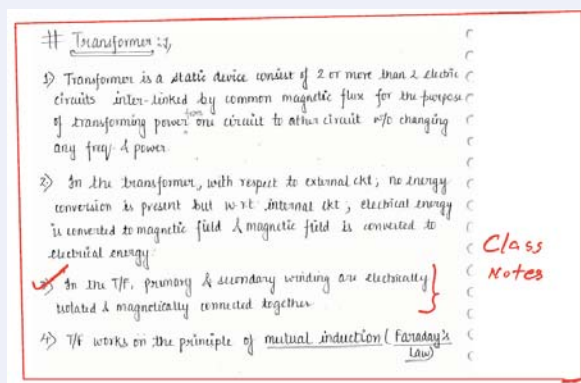 # Transformer :-
1) Transformer is a static device consist of 2 or more than 2 electric
circuits inter-linked by common magnetic flux for the purpose
of transforming power from one circuit to other circuit w/o changing
any freq. & power.
2) In the transformer, with respect to external ckt, no energy
conversion is present but w.r.t. internal ckt, electrical energy
is converted to magnetic field & magnetic field is converted to
electrical energy.
3) In the T/F, primary & secondary winding are electrically
isolated & magnetically connected together
4) T/F works on the principle of mutual induction (Faraday's
Law)
Class
Notes